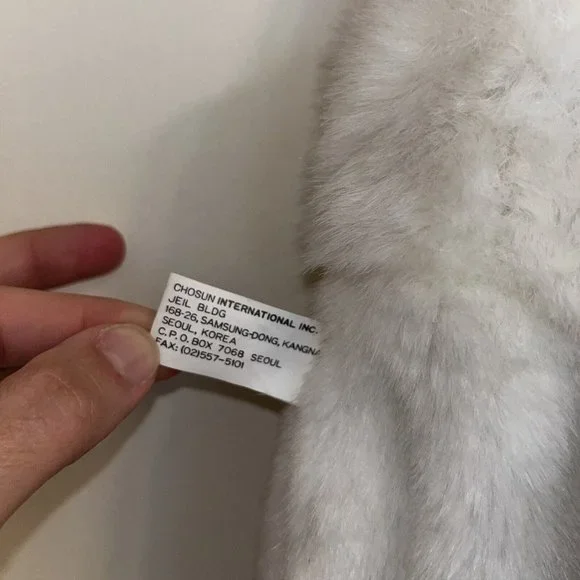 CHOSUN INTERNATIONAL INC.
JEIL BLDG
168-26, SAMSUNG-DONG, KANGNA
SEOUL, KOREA
C.P.O. BOX 7068 SEOUL
FAX: (02)557-5101